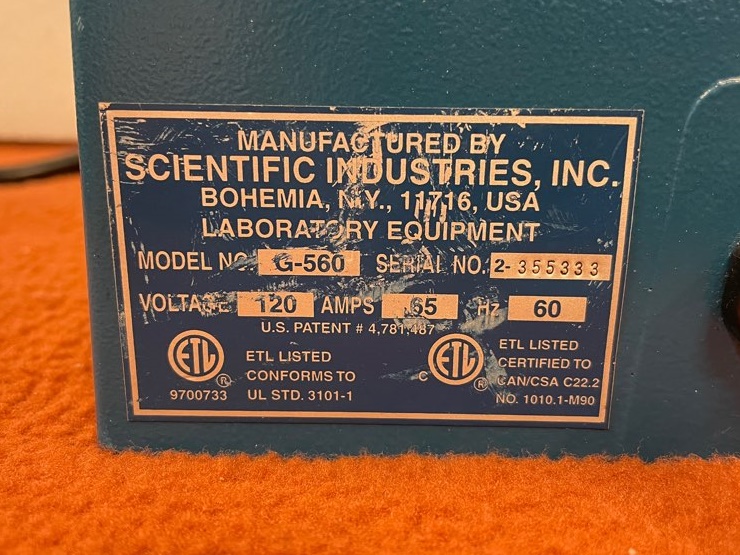 MANUFACTURED BY
SCIENTIFIC INDUSTRIES, INC.
BOHEMIA, N.Y., 11716, USA
LABORATORY EQUIPMENT
MODEL NO. G-560 SERIAL NO. 2-355333
VOLTAGE 120 AMPS .65 Hz 60
U.S. PATENT # 4,781,487
ETL ® 9700733
ETL LISTED
CONFORMS TO
UL STD. 3101-1
C ETL ®
ETL LISTED
CERTIFIED TO
CAN/CSA C22.2
NO. 1010.1-M90